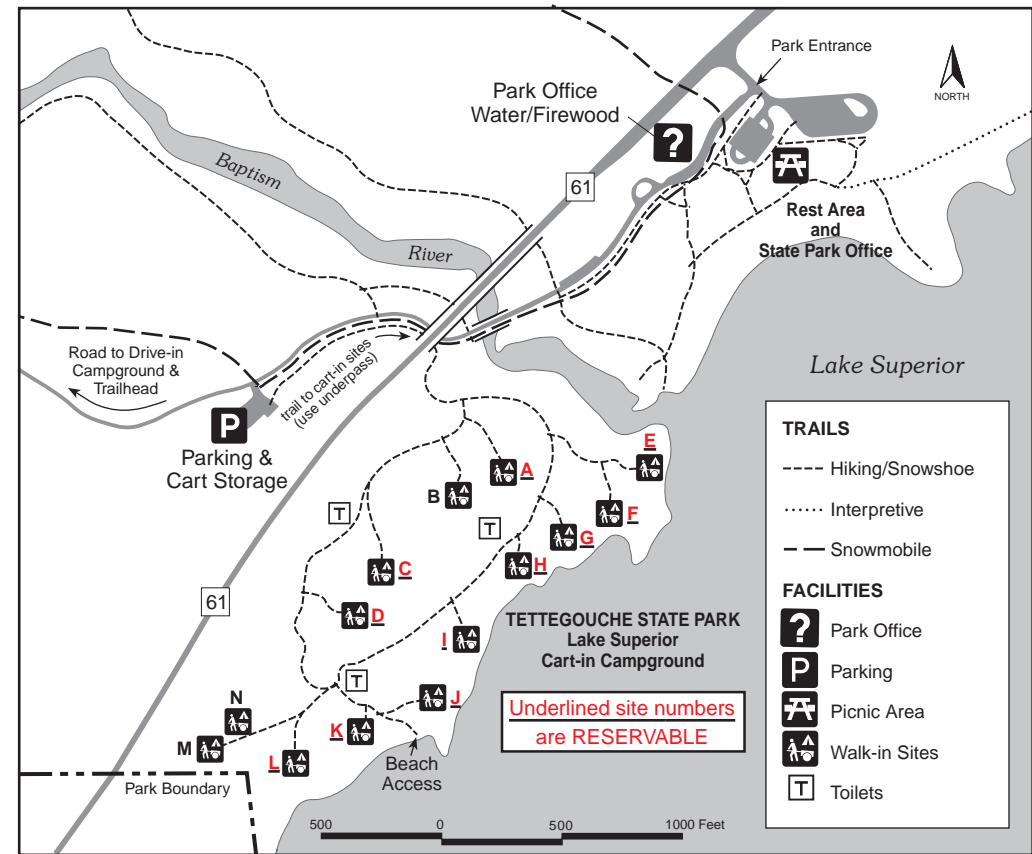 Park Entrance
NORTH
Park Office
Water/Firewood
?
Baptism
River
61
Rest Area
and
State Park Office
Lake Superior
Road to Drive-in
Campground &
Trailhead
trail to cart-in sites
(use underpass)
P
Parking &
Cart Storage
E
A
B
F
T
T
G
C
H
61
D
I
TETTEGOUCHE STATE PARK
Lake Superior
Cart-in Campground
T
J
N
K
M
L
Underlined site numbers
are RESERVABLE
Beach
Access
Park Boundary
500
0
500
1000 Feet
TRAILS
Hiking/Snowshoe
Interpretive
Snowmobile
FACILITIES
? Park Office
P Parking
Picnic Area
Walk-in Sites
T Toilets